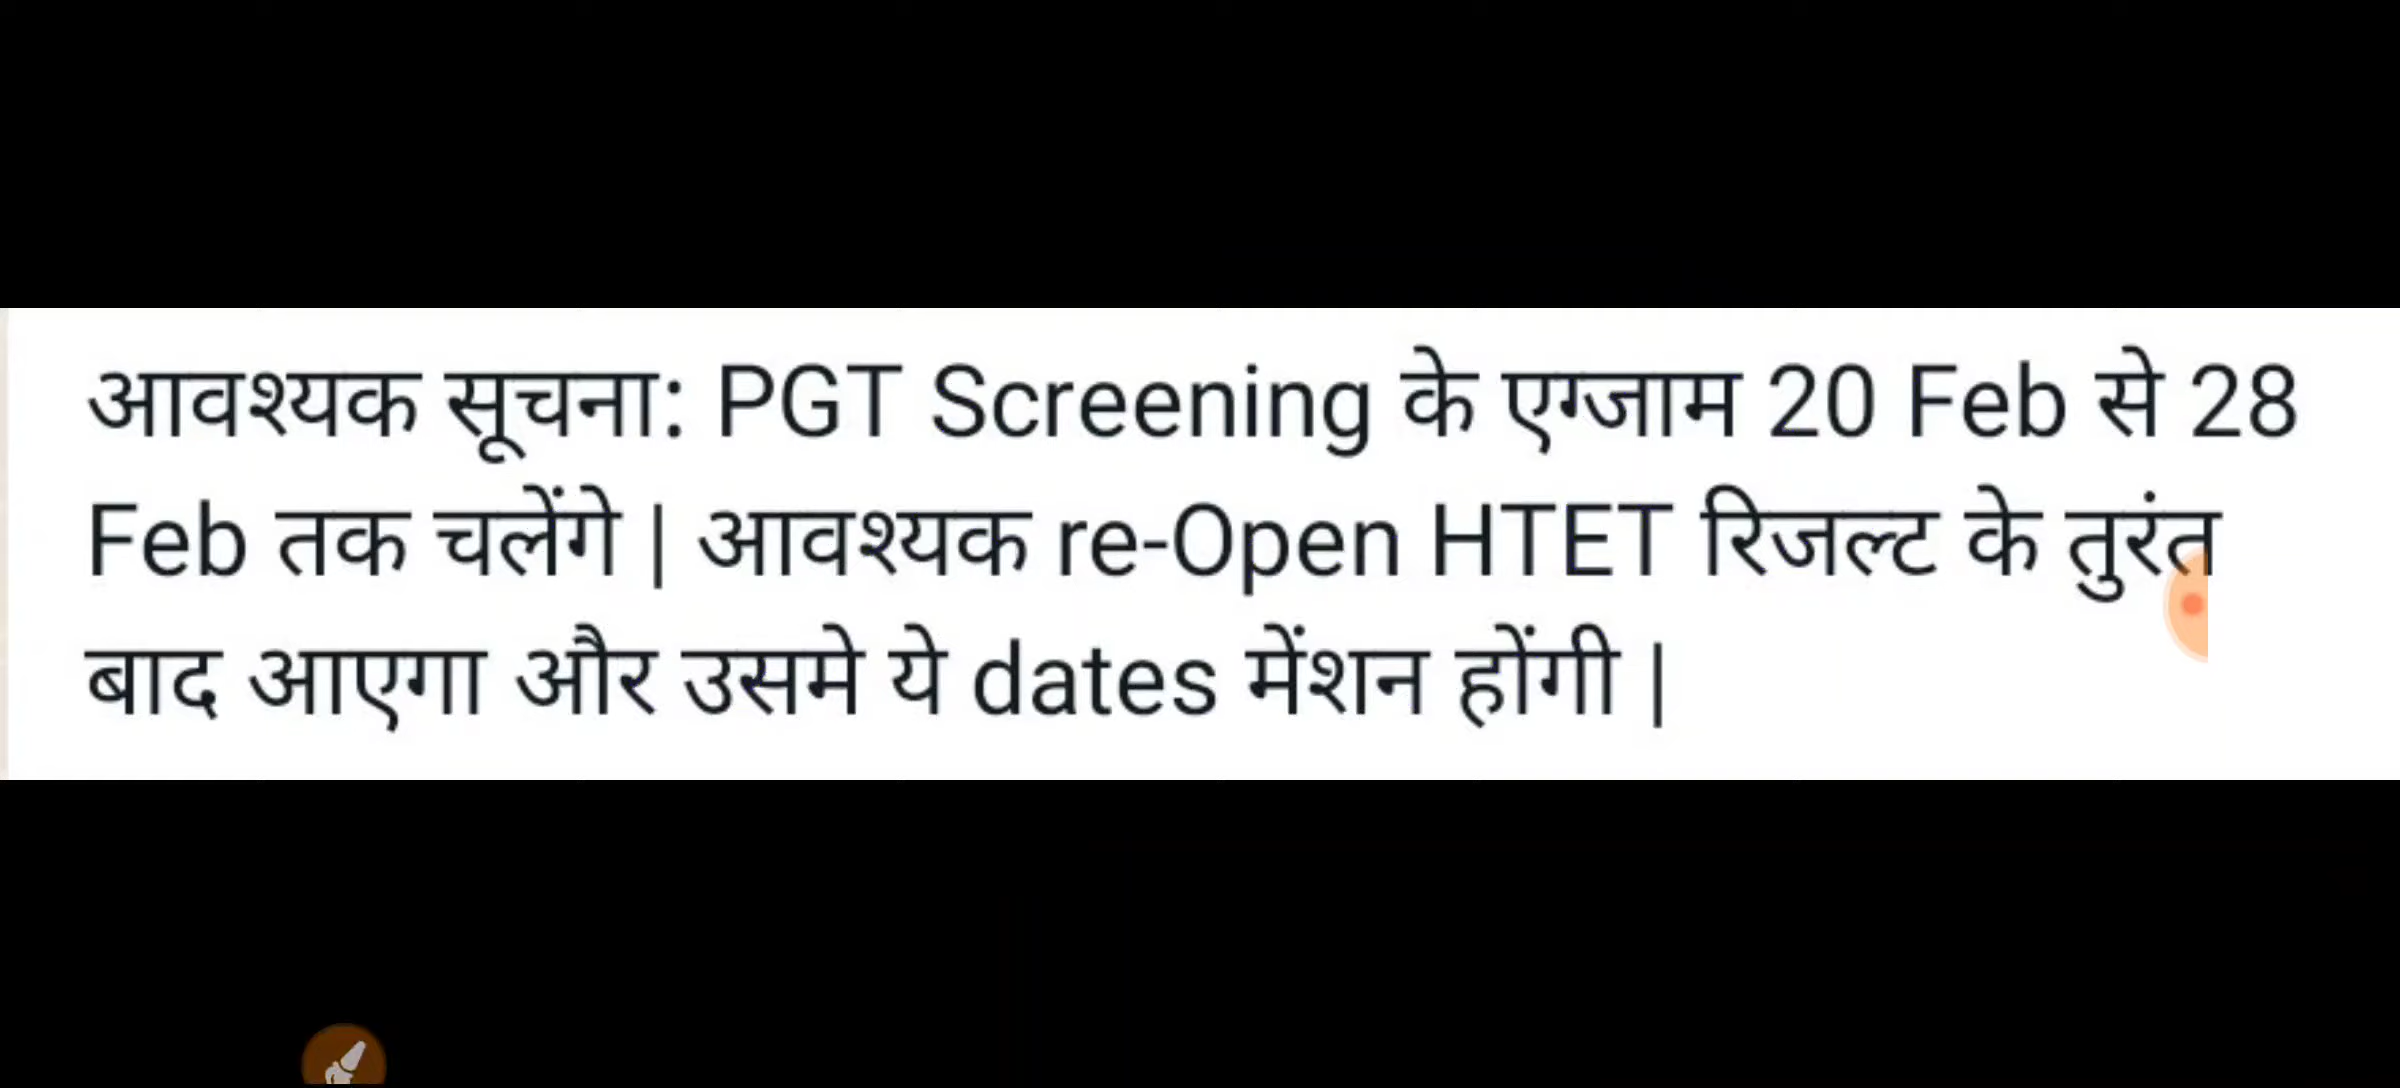 आवश्यक सूचना: PGT Screening के एग्जाम 20 Feb से 28
Feb तक चलेंगे | आवश्यक re-Open HTET रिजल्ट के तुरंत
बाद आएगा और उसमे ये dates मेंशन होंगी |